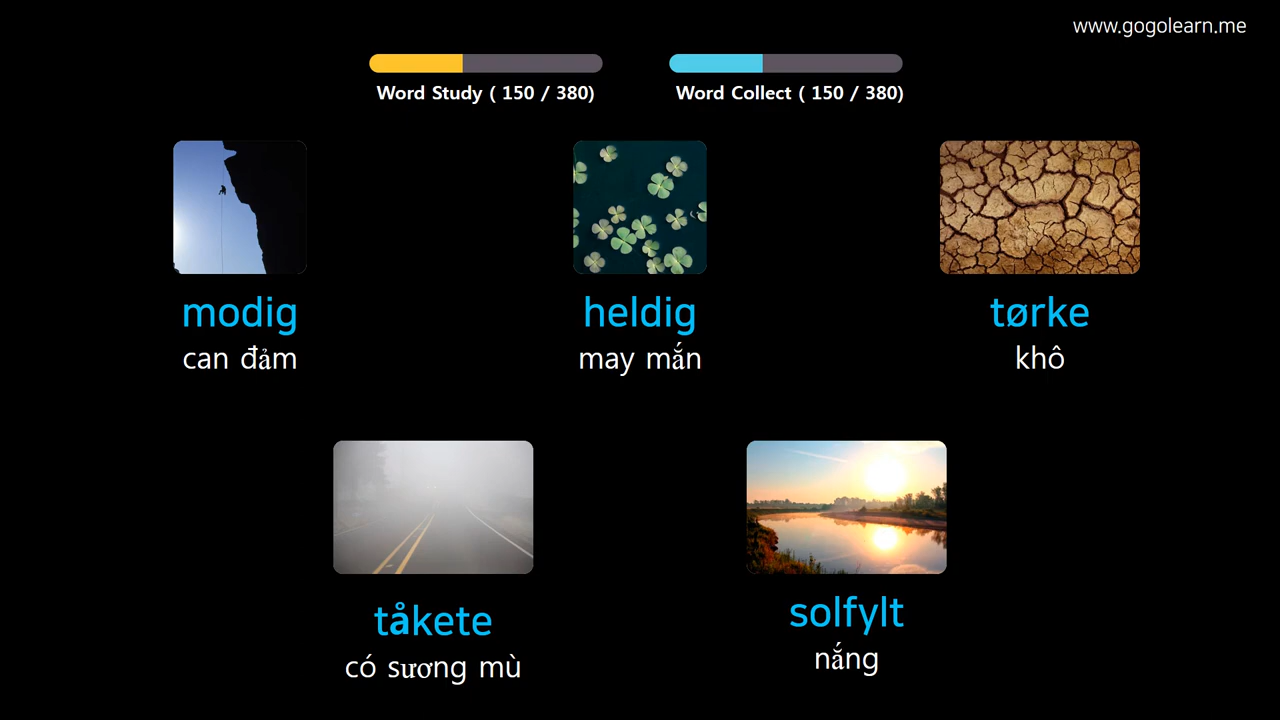 www.gogolearn.me
Word Study ( 150 / 380)
Word Collect ( 150 / 380)
modig
can đảm
heldig
may mắn
tørke
khô
tåkete
có sương mù
solfylt
nắng